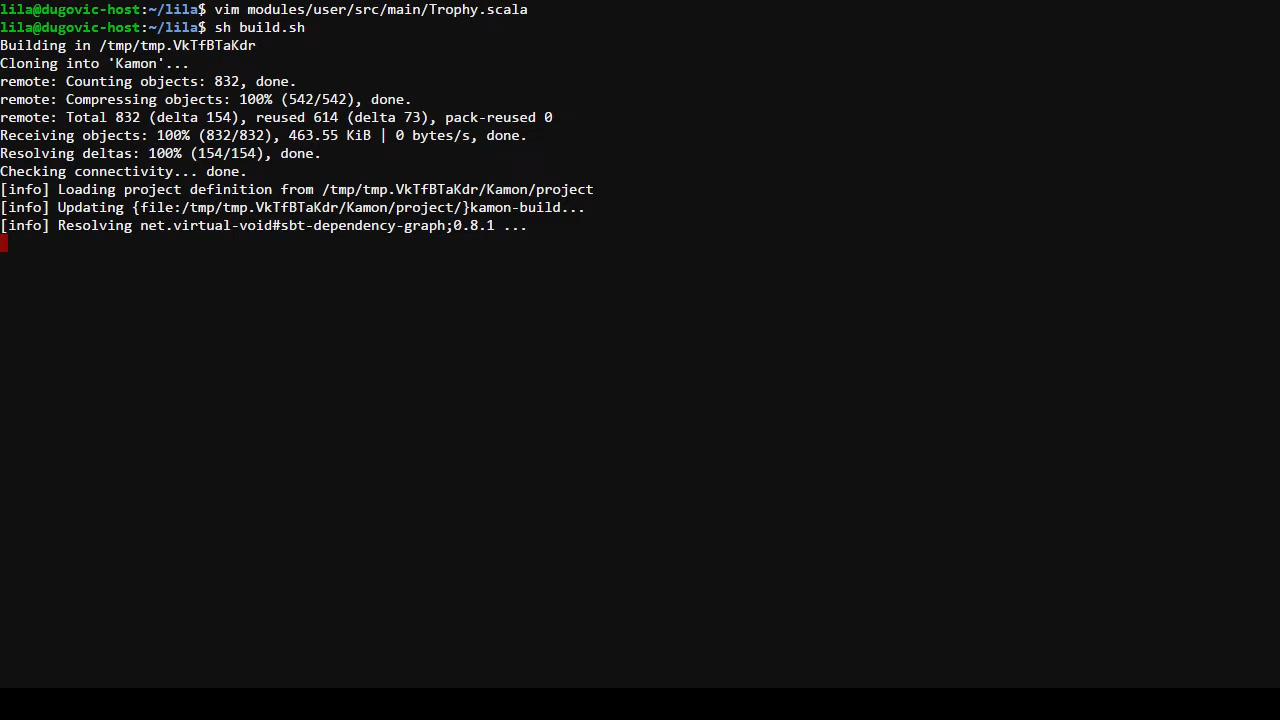 lila@dugovic-host:~/lila$ vim modules/user/src/main/Trophy.scala
lila@dugovic-host:~/lila$ sh build.sh
Building in /tmp/tmp.VkTfBTaKdr
Cloning into 'Kamon'...
remote: Counting objects: 832, done.
remote: Compressing objects: 100% (542/542), done.
remote: Total 832 (delta 154), reused 614 (delta 73), pack-reused 0
Receiving objects: 100% (832/832), 463.55 KiB | 0 bytes/s, done.
Resolving deltas: 100% (154/154), done.
Checking connectivity... done.
[info] Loading project definition from /tmp/tmp.VkTfBTaKdr/Kamon/project
[info] Updating {file:/tmp/tmp.VkTfBTaKdr/Kamon/project/}kamon-build...
[info] Resolving net.virtual-void#sbt-dependency-graph;0.8.1 ...